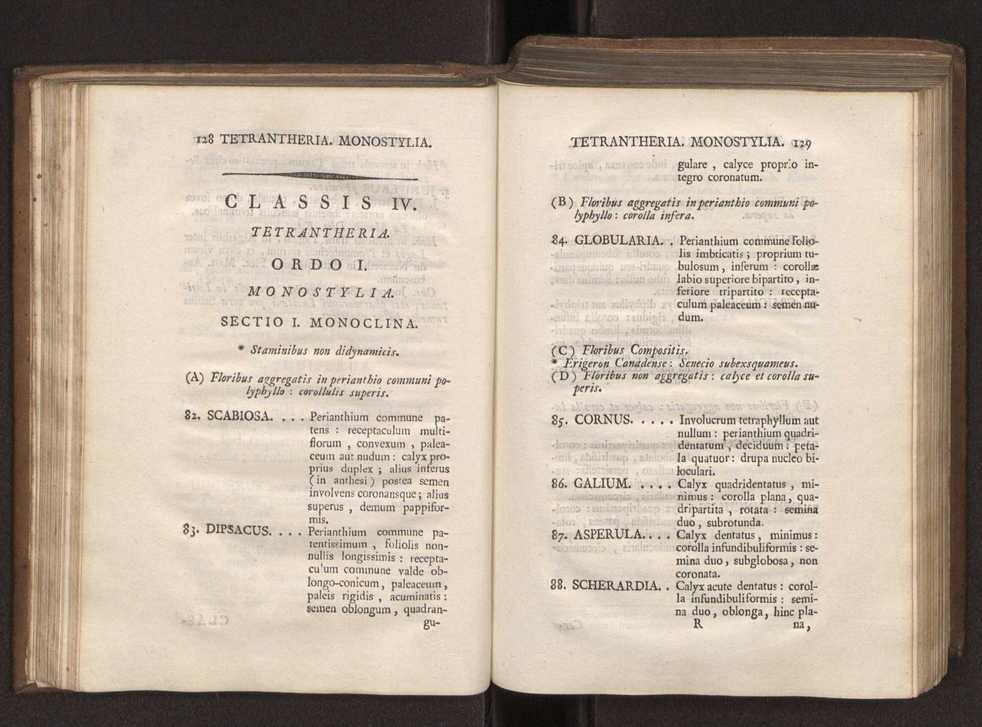 128 TETRANTHERIA. MONOSTYLIA.
CLASSIS IV.
TETRANTHERIA.
ORDO I.
MONOSTYLIA.
SECTIO I. MONOCLINA.
* Staminibus non didynamicis.
(A) Floribus aggregatis in perianthio communi po-
lyphyllo : corollulis superis.
82. SCABIOSA. . . . Perianthium commune pa-
tens : receptaculum multi-
florum , convexum , palea-
ceum aut nudum : calyx pro-
prius duplex ; alius inferus
(in anthesi) postea semen
involvens coronansque ; alius
superus , demum pappifor-
mis.
83. DIPSACUS. . . . Perianthium commune pa-
tentissimum , foliolis non-
nullis longissimis : recepta-
culum commune valde ob-
longo-conicum, paleaceum,
paleis rigidis , acuminatis :
semen oblongum , quadran-
gu-
TETRANTHERIA. MONOSTYLIA. 129
gulare , calyce proprio in-
tegro coronatum.
(B) Floribus aggregatis in perianthio communi po-
lyphyllo : corolla infera.
84. GLOBULARIA. . Perianthium commune folio-
lis imbticatis ; proprium tu-
bulosum , inferum : corollæ
labio superiore bipartito , in-
feriore tripartito : recepta-
culum paleaceum : semen nu-
dum.
(C) Floribus Compositis.
* Erigeron Canadense : Senecio subexsquameus.
(D) Floribus non aggregatis : calyce et corolla su-
peris.
85. CORNUS. . . . . Involucrum tetraphyllum aut
nullum : perianthium quadri-
dentatum , deciduum : peta-
la quatuor : drupa nucleo bi-
loculari.
86. GALIUM. . . . . Calyx quadridentatus , mi-
nimus : corolla plana , qua-
dripartita , rotata : semina
duo , subrotunda.
87. ASPERULA. . . . Calyx dentatus , minimus :
corolla infundibuliformis : se-
mina duo , subglobosa , non
coronata.
88. SCHERARDIA. . Calyx acute dentatus : corol-
la infundibuliformis : semi-
na duo , oblonga , hinc pla-
R na,